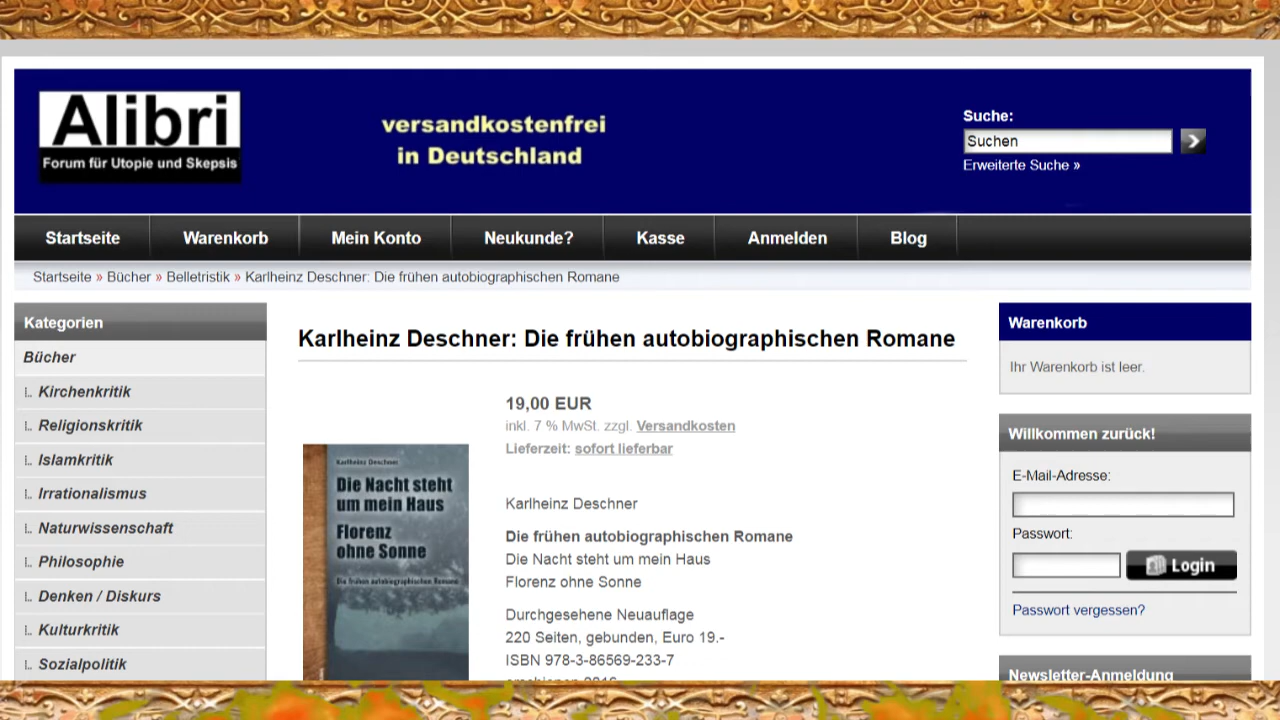 Alibri
Forum für Utopie und Skepsis
versandkostenfrei
in Deutschland
Suche:
Suchen
Erweiterte Suche »
Startseite
Warenkorb
Mein Konto
Neukunde?
Kasse
Anmelden
Blog
Startseite » Bücher » Belletristik » Karlheinz Deschner: Die frühen autobiographischen Romane
Kategorien
Bücher
Kirchenkritik
Religionskritik
Islamkritik
Irrationalismus
Naturwissenschaft
Philosophie
Denken / Diskurs
Kulturkritik
Sozialpolitik
Karlheinz Deschner: Die frühen autobiographischen Romane
Karlheinz Deschner
Die Nacht steht
um mein Haus
Florenz
ohne Sonne
Die frühen autobiographischen Romane
19,00 EUR
inkl. 7 % MwSt. zzgl. Versandkosten
Lieferzeit: sofort lieferbar
Karlheinz Deschner
Die frühen autobiographischen Romane
Die Nacht steht um mein Haus
Florenz ohne Sonne
Durchgesehene Neuauflage
220 Seiten, gebunden, Euro 19.-
ISBN 978-3-86569-233-7
Warenkorb
Ihr Warenkorb ist leer.
Willkommen zurück!
E-Mail-Adresse:
Passwort:
Login
Passwort vergessen?
Newsletter-Anmeldung